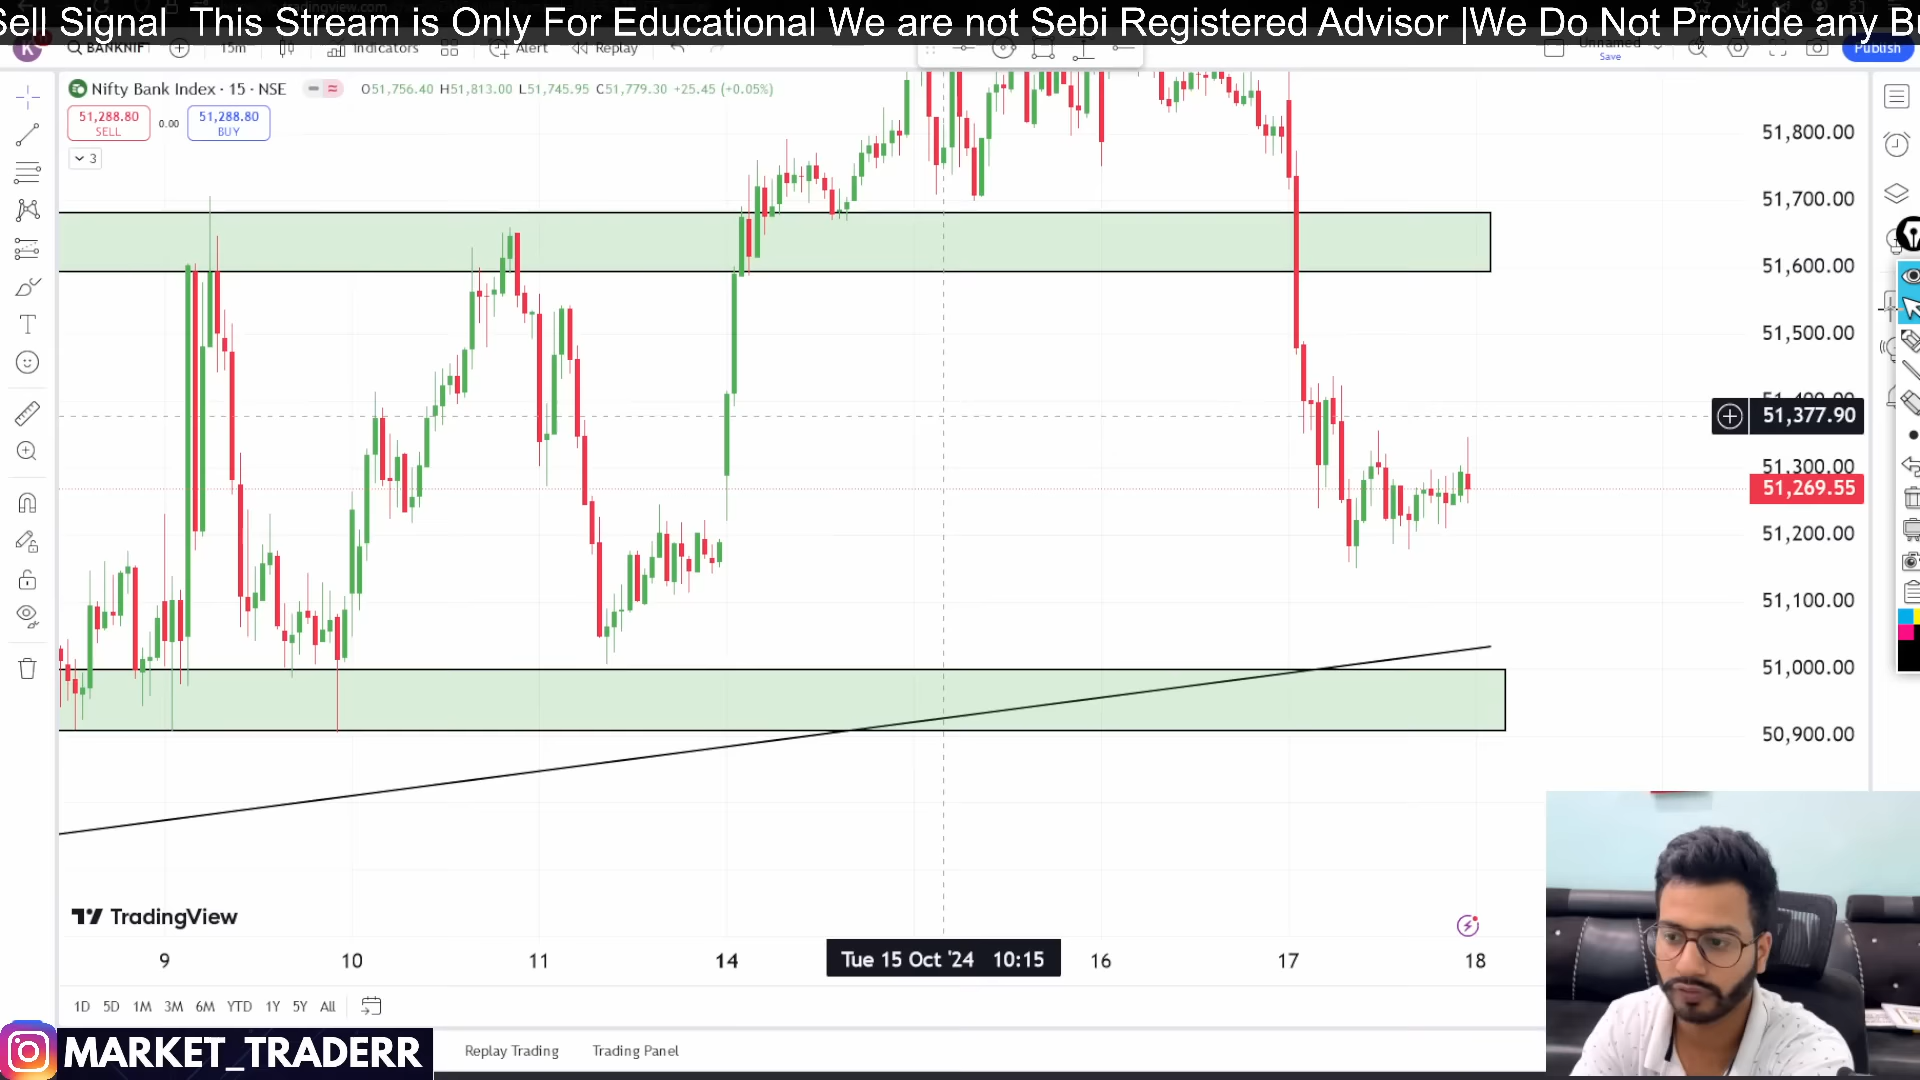 Sell Signal  This Stream is Only For Educational We are not Sebi Registered Advisor |We Do Not Provide any Bu
BANKNIF 15m Indicators Alert Replay Unnamed Save Publish
Nifty Bank Index · 15 · NSE O51,756.40 H51,813.00 L51,745.95 C51,779.30 +25.45 (+0.05%)
51,288.80 SELL 0.00 51,288.80 BUY
3
51,800.00
51,700.00
51,600.00
51,500.00
51,377.90
51,300.00
51,269.55
51,200.00
51,100.00
51,000.00
50,900.00
TradingView
9 10 11 14 Tue 15 Oct '24 10:15 16 17 18
1D 5D 1M 3M 6M YTD 1Y 5Y All
MARKET_TRADERR Replay Trading Trading Panel